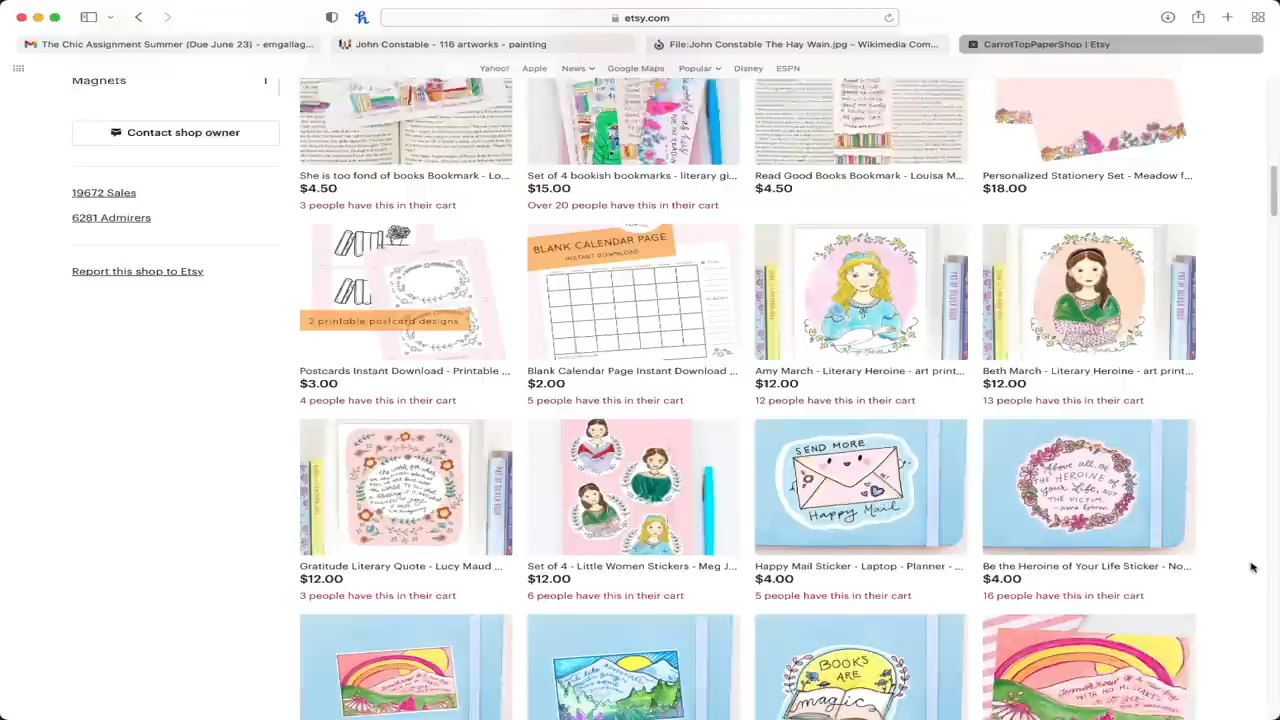 etsy.com
The Chic Assignment Summer (Due June 23) - emgallag...
John Constable - 116 artworks - painting
File:John Constable The Hay Wain.jpg – Wikimedia Com...
CarrotTopPaperShop | Etsy
Yahoo! Apple News Google Maps Popular Disney ESPN
Magnets 1
Contact shop owner
19672 Sales
6281 Admirers
Report this shop to Etsy
She is too fond of books Bookmark - Lo...
$4.50
3 people have this in their cart
Set of 4 bookish bookmarks - literary gi...
$15.00
Over 20 people have this in their cart
Read Good Books Bookmark - Louisa M...
$4.50
Personalized Stationery Set - Meadow f...
$18.00
2 printable postcard designs
Postcards Instant Download - Printable ...
$3.00
4 people have this in their cart
BLANK CALENDAR PAGE
INSTANT DOWNLOAD
Blank Calendar Page Instant Download ...
$2.00
5 people have this in their cart
Amy March - Literary Heroine - art print...
$12.00
12 people have this in their cart
Beth March - Literary Heroine - art print...
$12.00
13 people have this in their cart
Gratitude Literary Quote - Lucy Maud ...
$12.00
3 people have this in their cart
Set of 4 - Little Women Stickers - Meg J...
$12.00
6 people have this in their cart
SEND MORE
Happy Mail
Happy Mail Sticker - Laptop - Planner - ...
$4.00
5 people have this in their cart
Above all, be
THE HEROINE OF
your Life, NOT
THE VICTIM.
- Nora Ephron
Be the Heroine of Your Life Sticker - No...
$4.00
16 people have this in their cart
BOOKS
ARE
magic